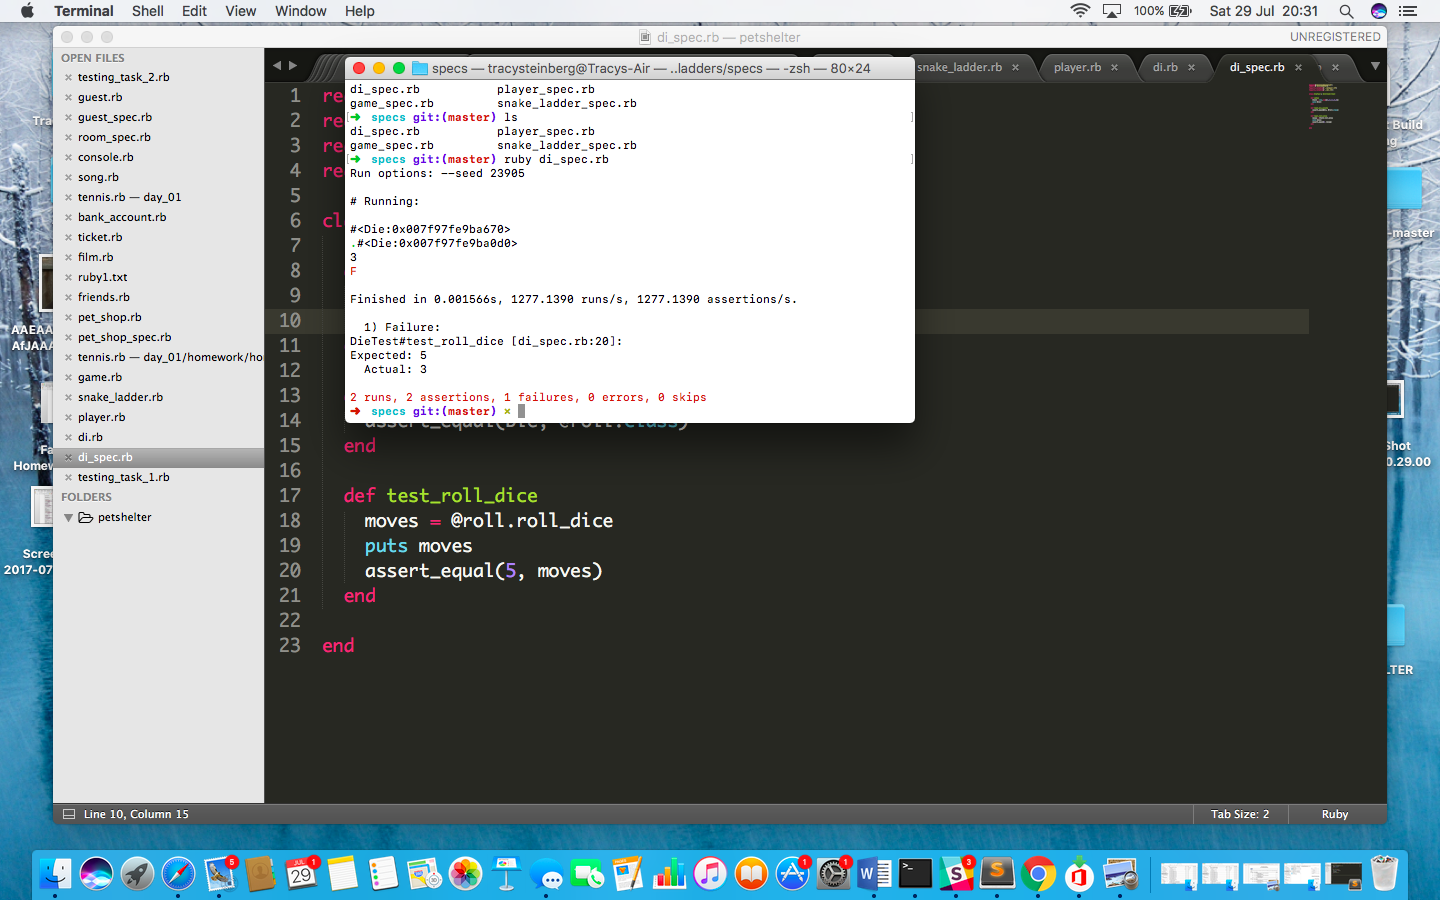 Terminal Shell Edit View Window Help 100% Sat 29 Jul 20:31
di_spec.rb — petshelter UNREGISTERED
OPEN FILES
testing_task_2.rb
guest.rb
guest_spec.rb
room_spec.rb
console.rb
song.rb
tennis.rb — day_01
bank_account.rb
ticket.rb
film.rb
ruby1.txt
friends.rb
pet_shop.rb
pet_shop_spec.rb
tennis.rb — day_01/homework/ho
game.rb
snake_ladder.rb
player.rb
di.rb
di_spec.rb
testing_task_1.rb
FOLDERS
petshelter
snake_ladder.rb player.rb di.rb di_spec.rb
specs — tracysteinberg@Tracys-Air — ..ladders/specs — -zsh — 80×24
di_spec.rb player_spec.rb
game_spec.rb snake_ladder_spec.rb
[➜ specs git:(master) ls ]
di_spec.rb player_spec.rb
game_spec.rb snake_ladder_spec.rb
[➜ specs git:(master) ruby di_spec.rb ]
Run options: --seed 23905
# Running:
#<Die:0x007f97fe9ba670>
.#<Die:0x007f97fe9ba0d0>
3
F
Finished in 0.001566s, 1277.1390 runs/s, 1277.1390 assertions/s.
1) Failure:
DieTest#test_roll_dice [di_spec.rb:20]:
Expected: 5
Actual: 3
2 runs, 2 assertions, 1 failures, 0 errors, 0 skips
➜ specs git:(master) ×
1 re
2 re
3 re
4 re
5
6 cl
7
8
9
10
11
12
13
14 assert_equal(Die, @roll.class)
15 end
16
17 def test_roll_dice
18 moves = @roll.roll_dice
19 puts moves
20 assert_equal(5, moves)
21 end
22
23 end
Line 10, Column 15 Tab Size: 2 Ruby
Tra
AAEAA
AfJAA
Fa
Homew
Scree
2017-07
Build
-master
Shot
0.29.00
LTER
5
JUL
29
1
1
1
3